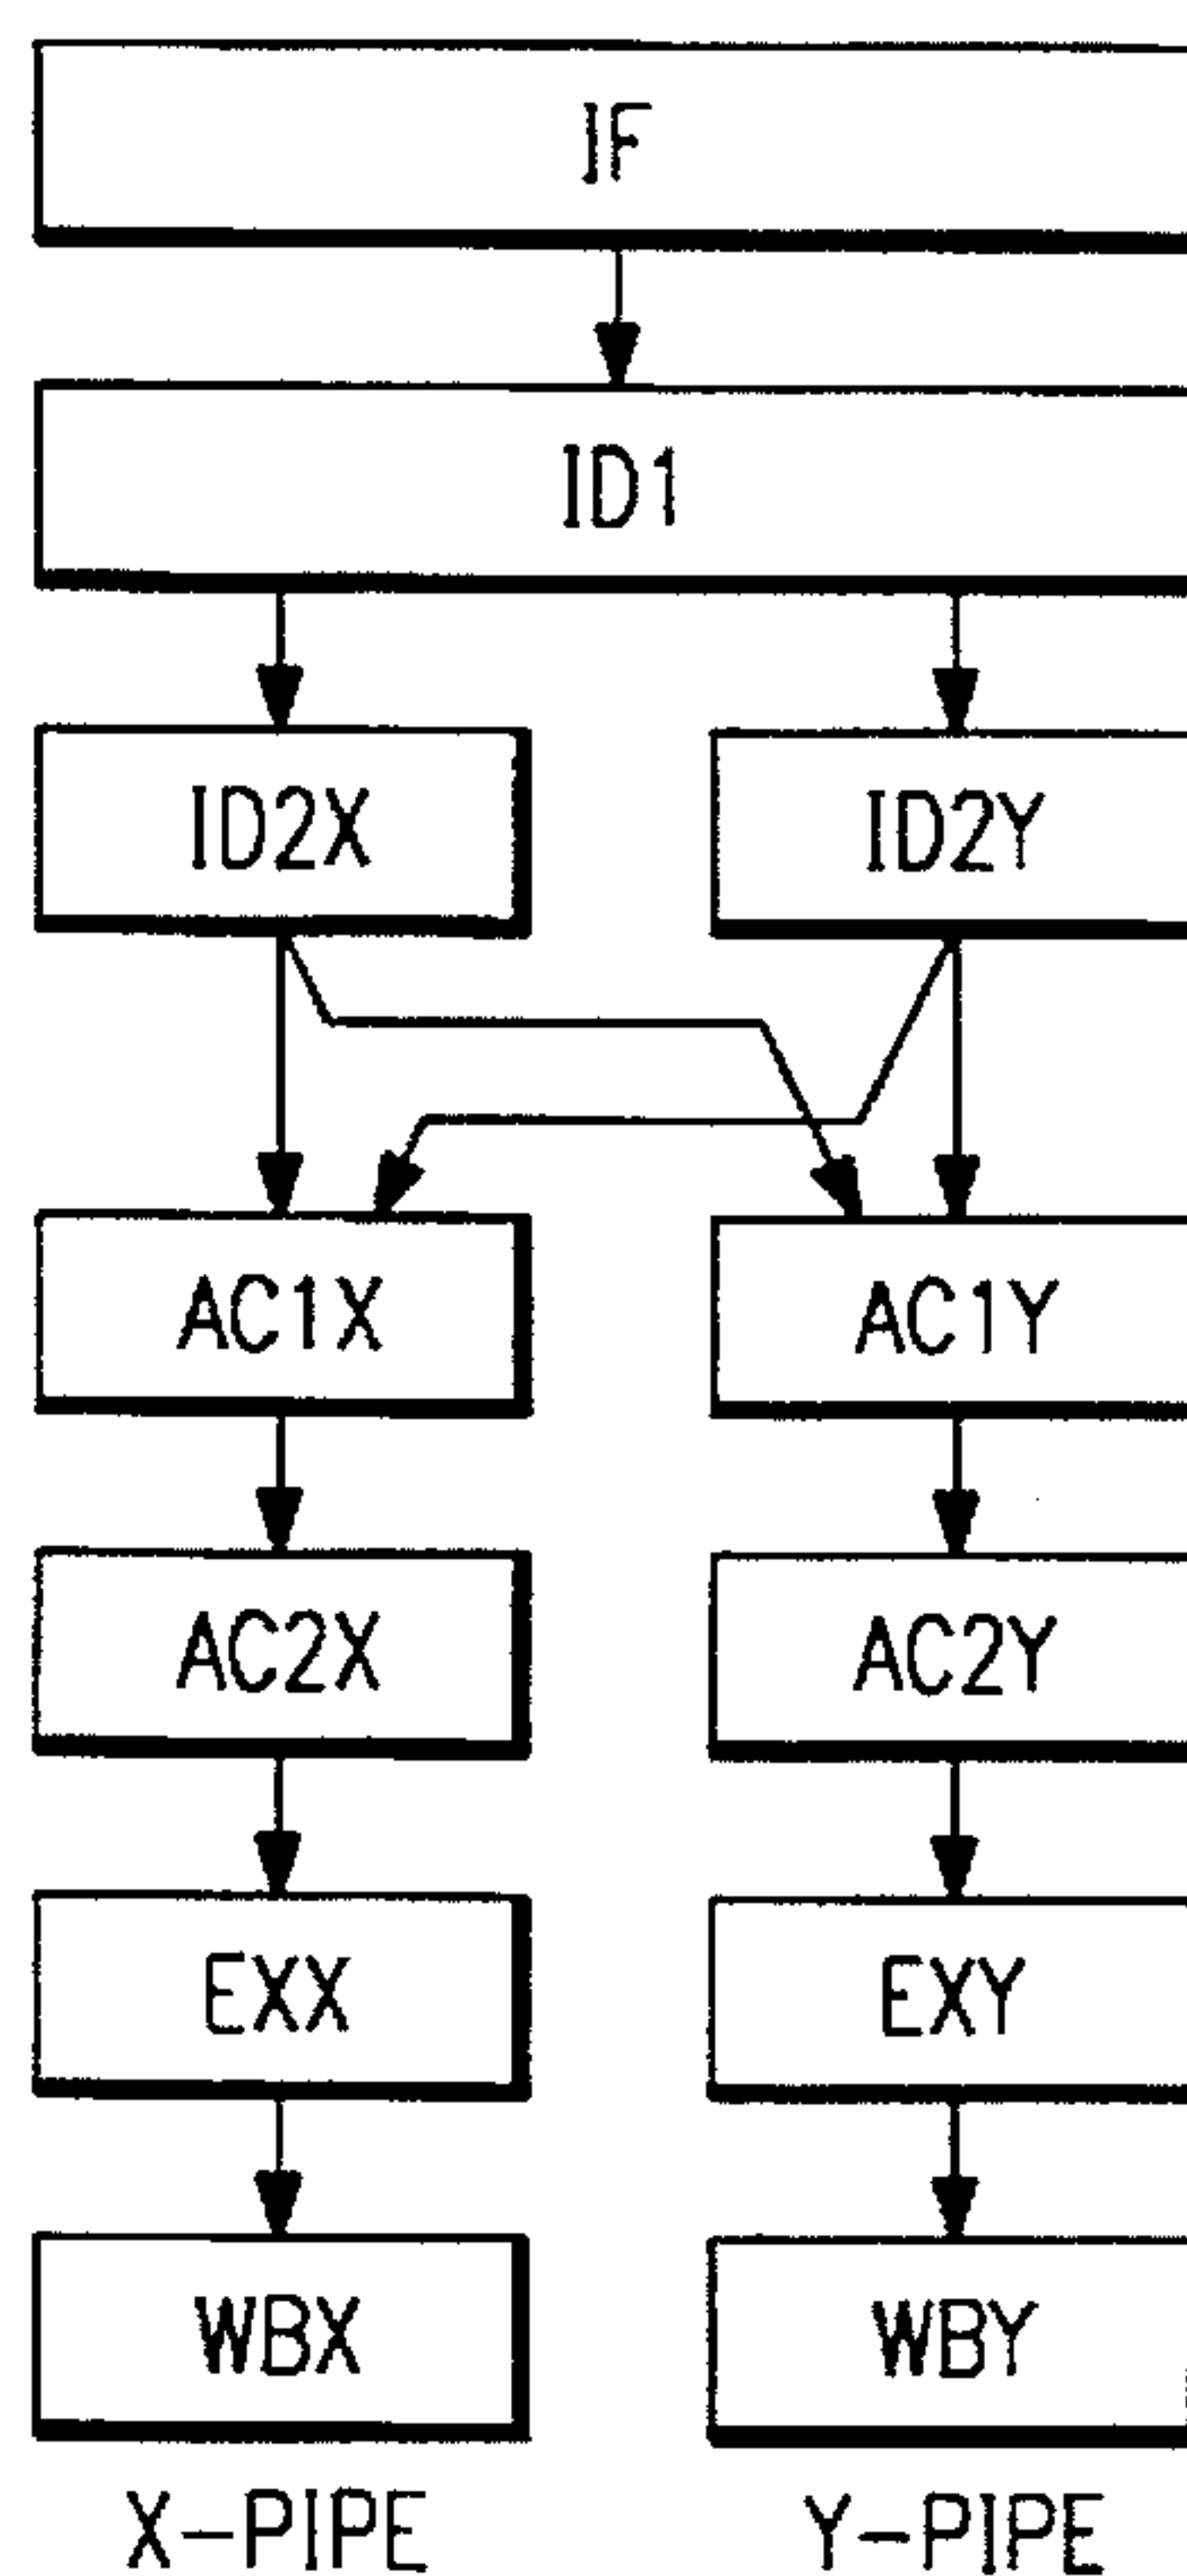 IF
ID1
ID2X ID2Y
AC1X AC1Y
AC2X AC2Y
EXX EXY
WBX WBY
X-PIPE Y-PIPE